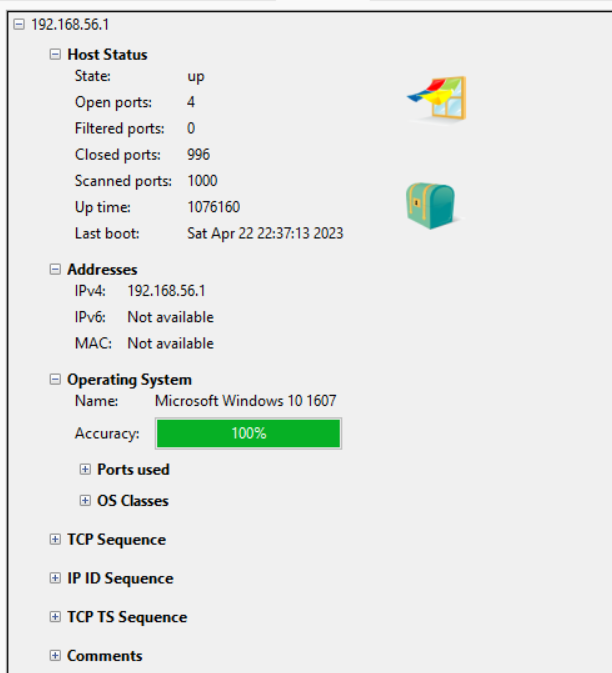 192.168.56.1
Host Status
State: up
Open ports: 4
Filtered ports: 0
Closed ports: 996
Scanned ports: 1000
Up time: 1076160
Last boot: Sat Apr 22 22:37:13 2023
Addresses
IPv4: 192.168.56.1
IPv6: Not available
MAC: Not available
Operating System
Name: Microsoft Windows 10 1607
Accuracy: 100%
Ports used
OS Classes
TCP Sequence
IP ID Sequence
TCP TS Sequence
Comments